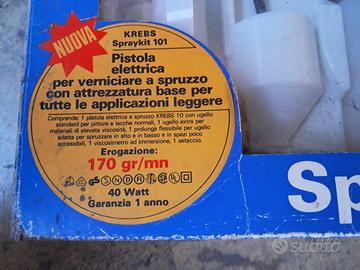 NUOVA
KREBS
Spraykit 101
Pistola
elettrica
per verniciare a spruzzo
con attrezzatura base per
tutte le applicazioni leggere
Comprende: 1 pistola elettrica a spruzzo KREBS 10 con ugello
standard per pitture e lacche normali, 1 ugello extra per
materiali di elevata viscosità, 1 prolunga flessibile per ugello
adetta per spruzzare in alto e in basso e in spazi poco
accessibili, 1 viscosimetro ad immersione, 1 setaccio.
Erogazione:
170 gr/mn
S N D R
40 Watt
Garanzia 1 anno
Sp
subito